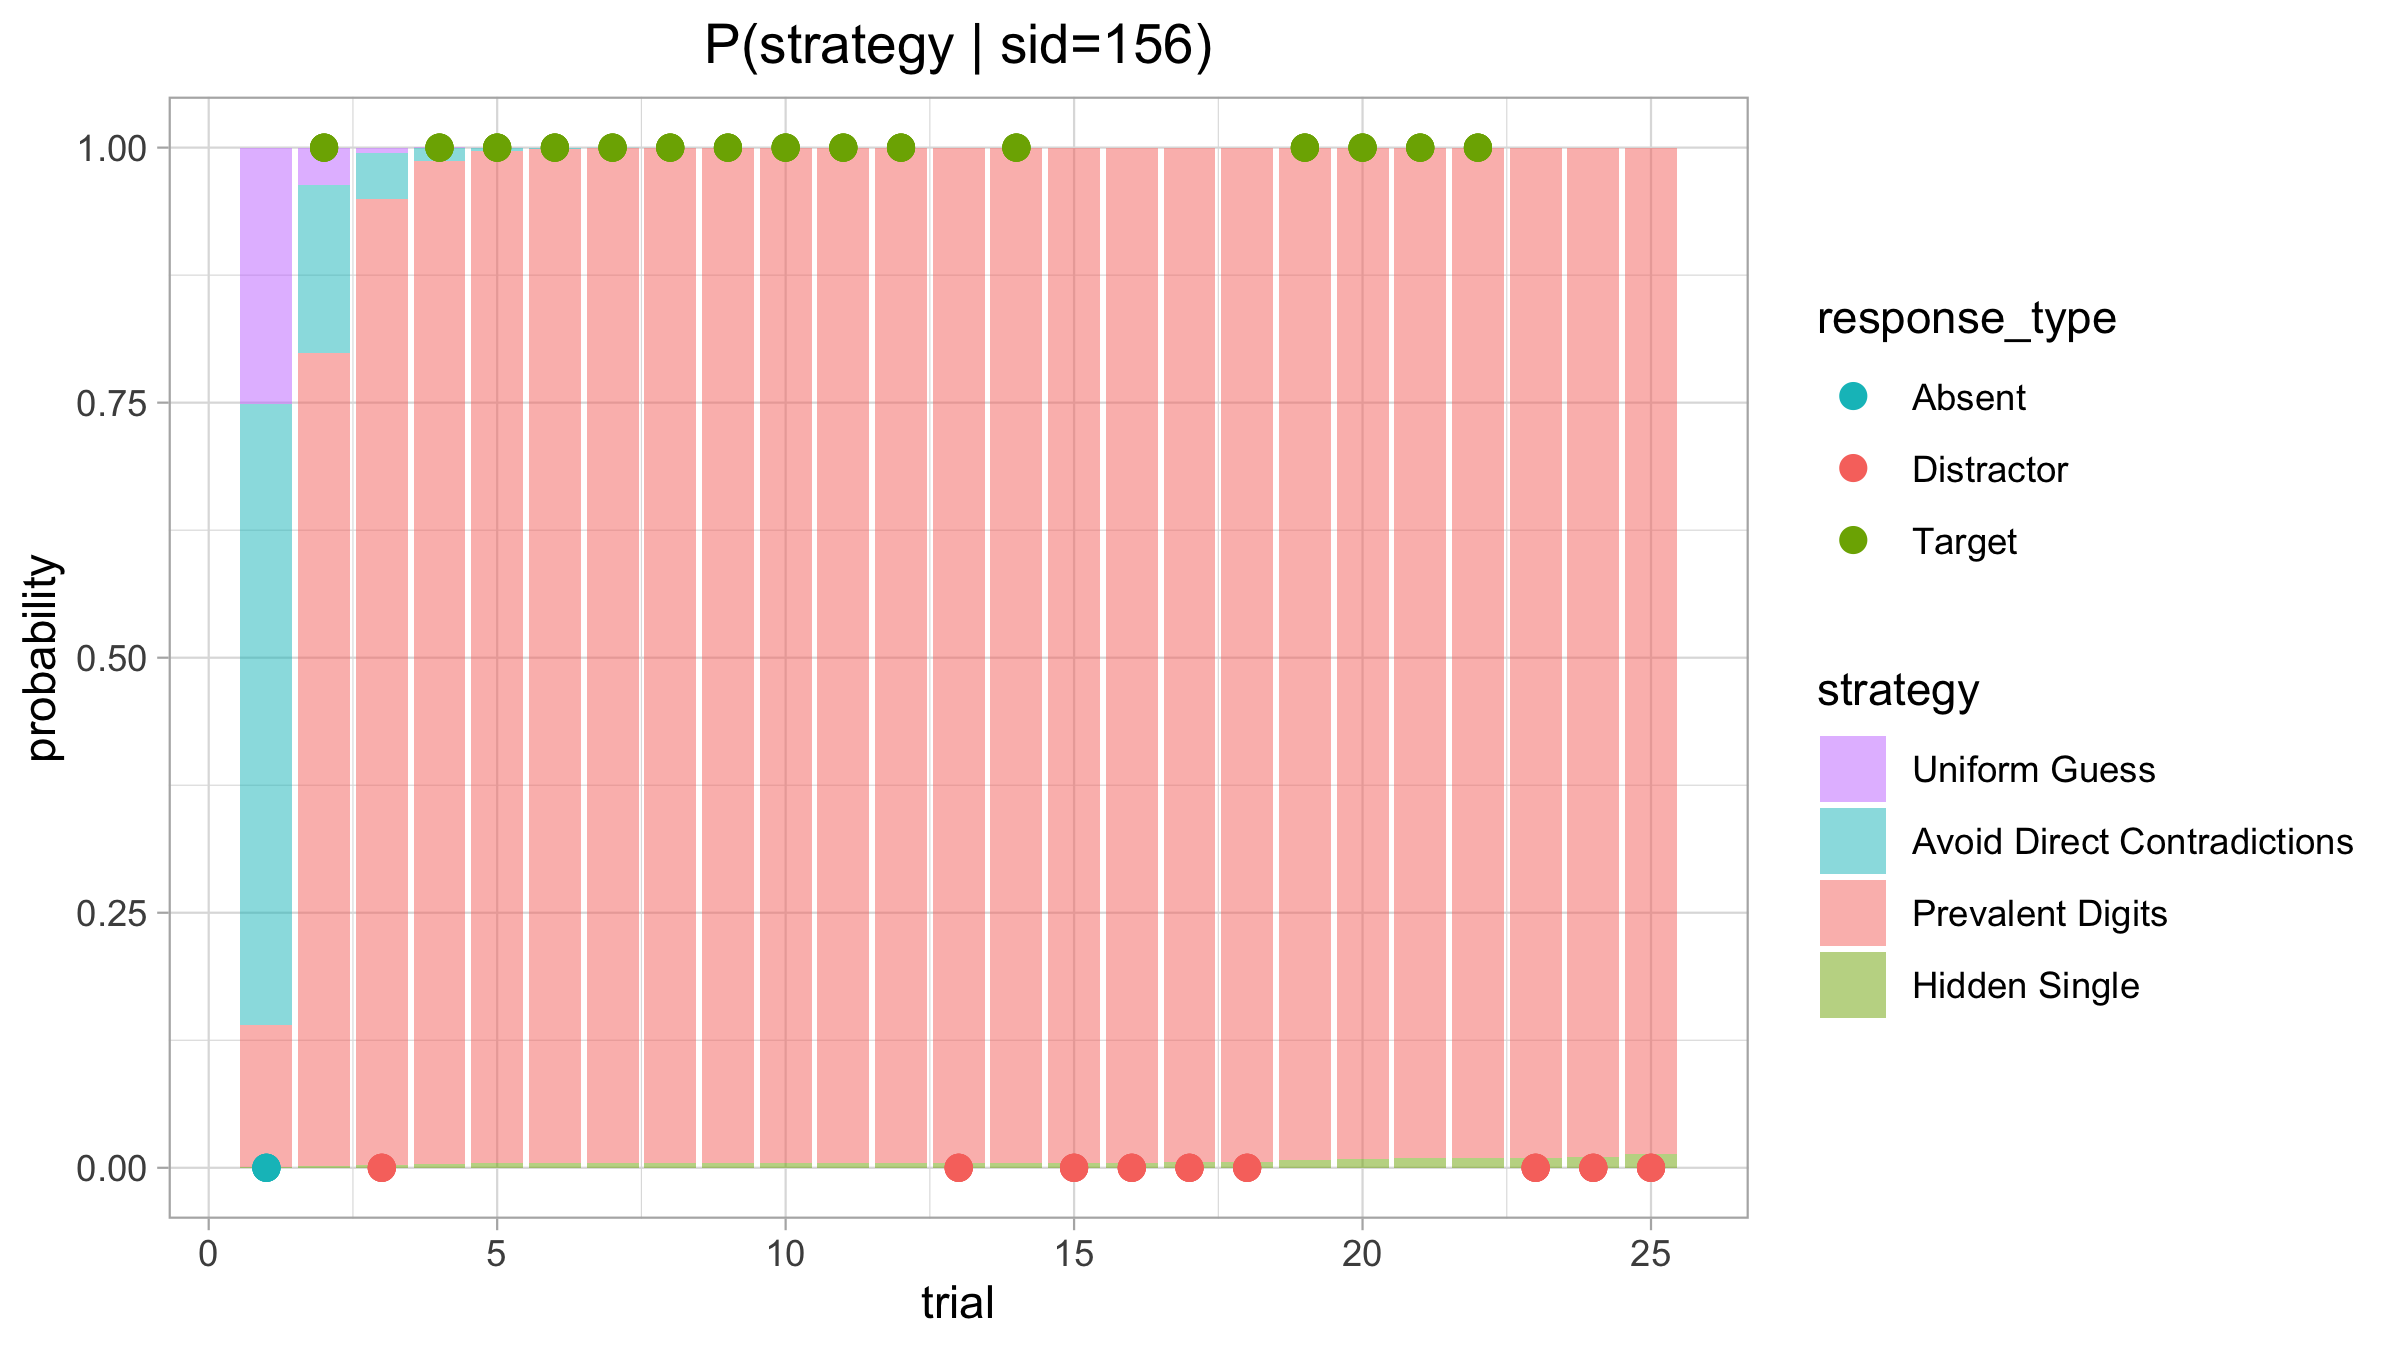 P(strategy | sid=156)
probability
1.00
0.75
0.50
0.25
0.00
0 5 10 15 20 25
trial
response_type
Absent
Distractor
Target
strategy
Uniform Guess
Avoid Direct Contradictions
Prevalent Digits
Hidden Single